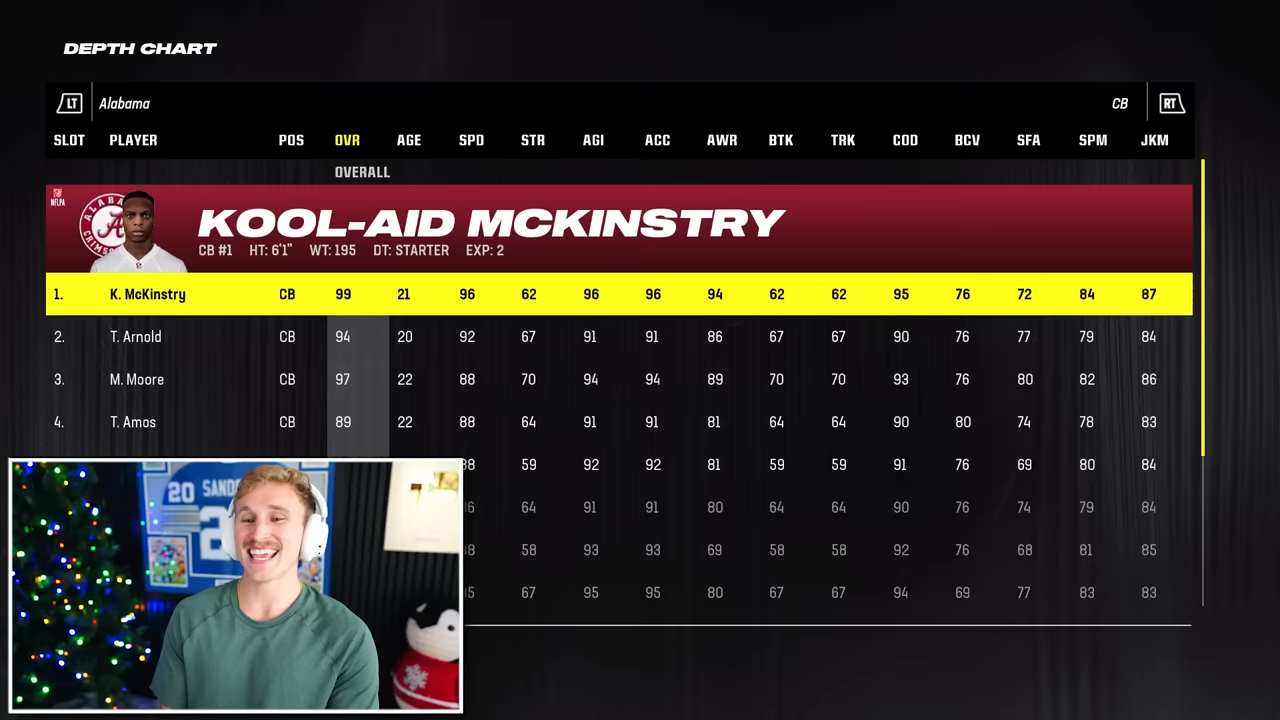 DEPTH CHART
LT Alabama CB RT
SLOT PLAYER POS OVR AGE SPD STR AGI ACC AWR BTK TRK COD BCV SFA SPM JKM
OVERALL
NFLPA
KOOL-AID MCKINSTRY
CB #1 HT: 6'1" WT: 195 DT: STARTER EXP: 2
1. K. McKinstry CB 99 21 96 62 96 96 94 62 62 95 76 72 84 87
2. T. Arnold CB 94 20 92 67 91 91 86 67 67 90 76 77 79 84
3. M. Moore CB 97 22 88 70 94 94 89 70 70 93 76 80 82 86
4. T. Amos CB 89 22 88 64 91 91 81 64 64 90 80 74 78 83
59 92 92 81 59 59 91 76 69 80 84
64 91 91 80 64 64 90 76 74 79 84
58 93 93 69 58 58 92 76 68 81 85
67 95 95 80 67 67 94 69 77 83 83
20 SAND